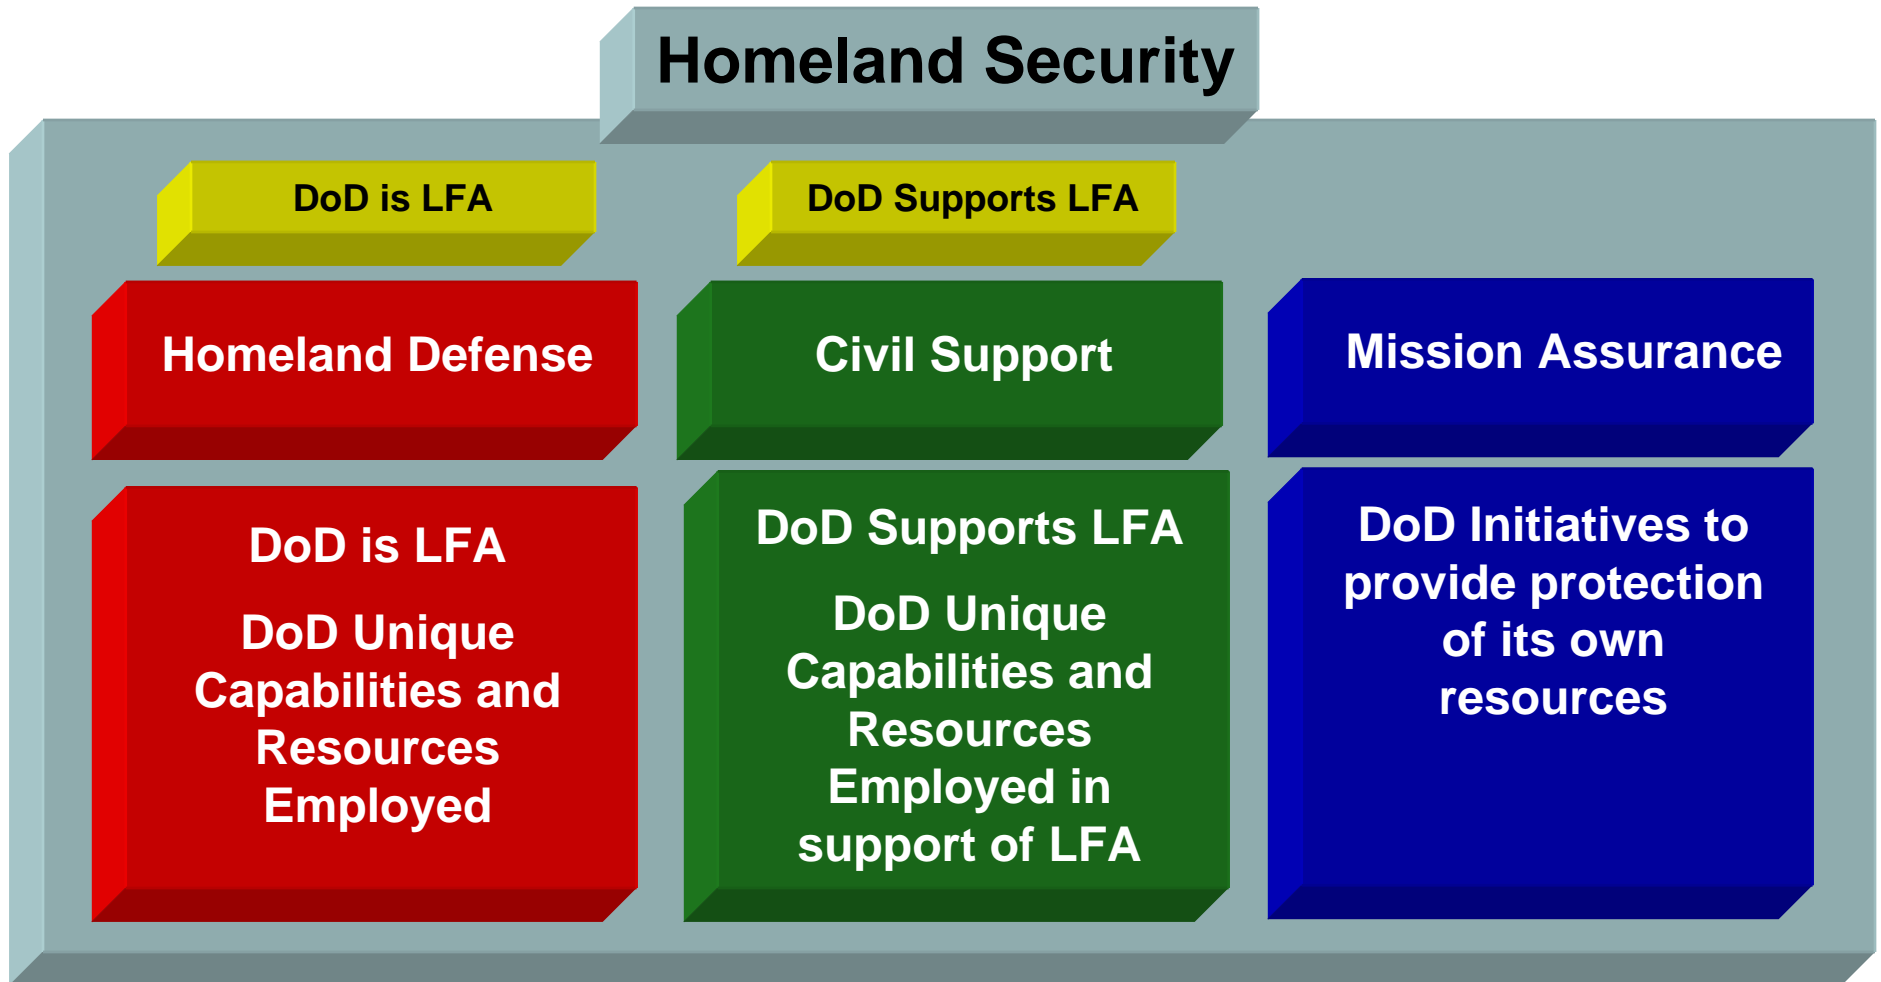 Homeland Security
DoD is LFA
DoD Supports LFA
Homeland Defense
Civil Support
Mission Assurance
DoD is LFA
DoD Unique
Capabilities and
Resources
Employed
DoD Supports LFA
DoD Unique
Capabilities and
Resources
Employed in
support of LFA
DoD Initiatives to
provide protection
of its own
resources